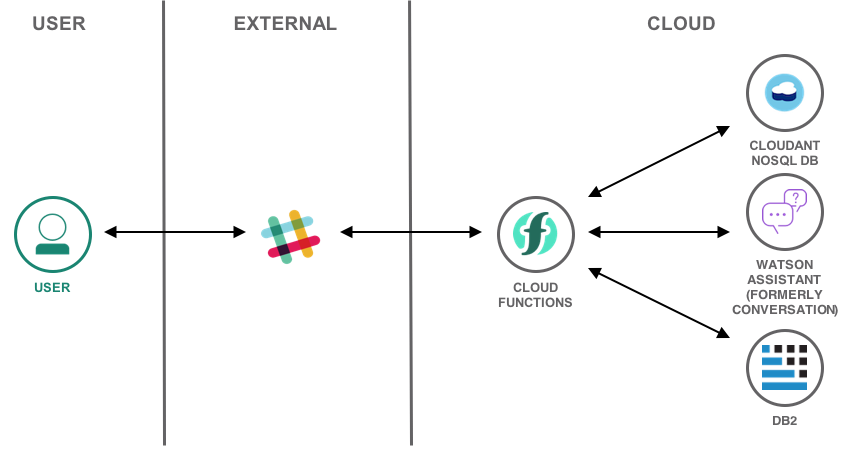 USER
EXTERNAL
CLOUD
CLOUDANT
NOSQL DB
?
WATSON
ASSISTANT
(FORMERLY
CONVERSATION)
USER
CLOUD
FUNCTIONS
DB2